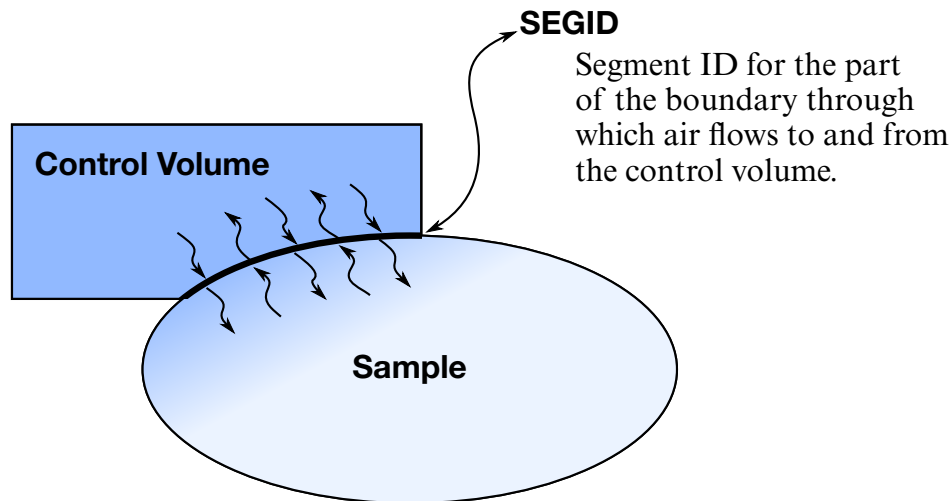 SEGID
Segment ID for the part
of the boundary through
which air flows to and from
the control volume.
Control Volume
Sample